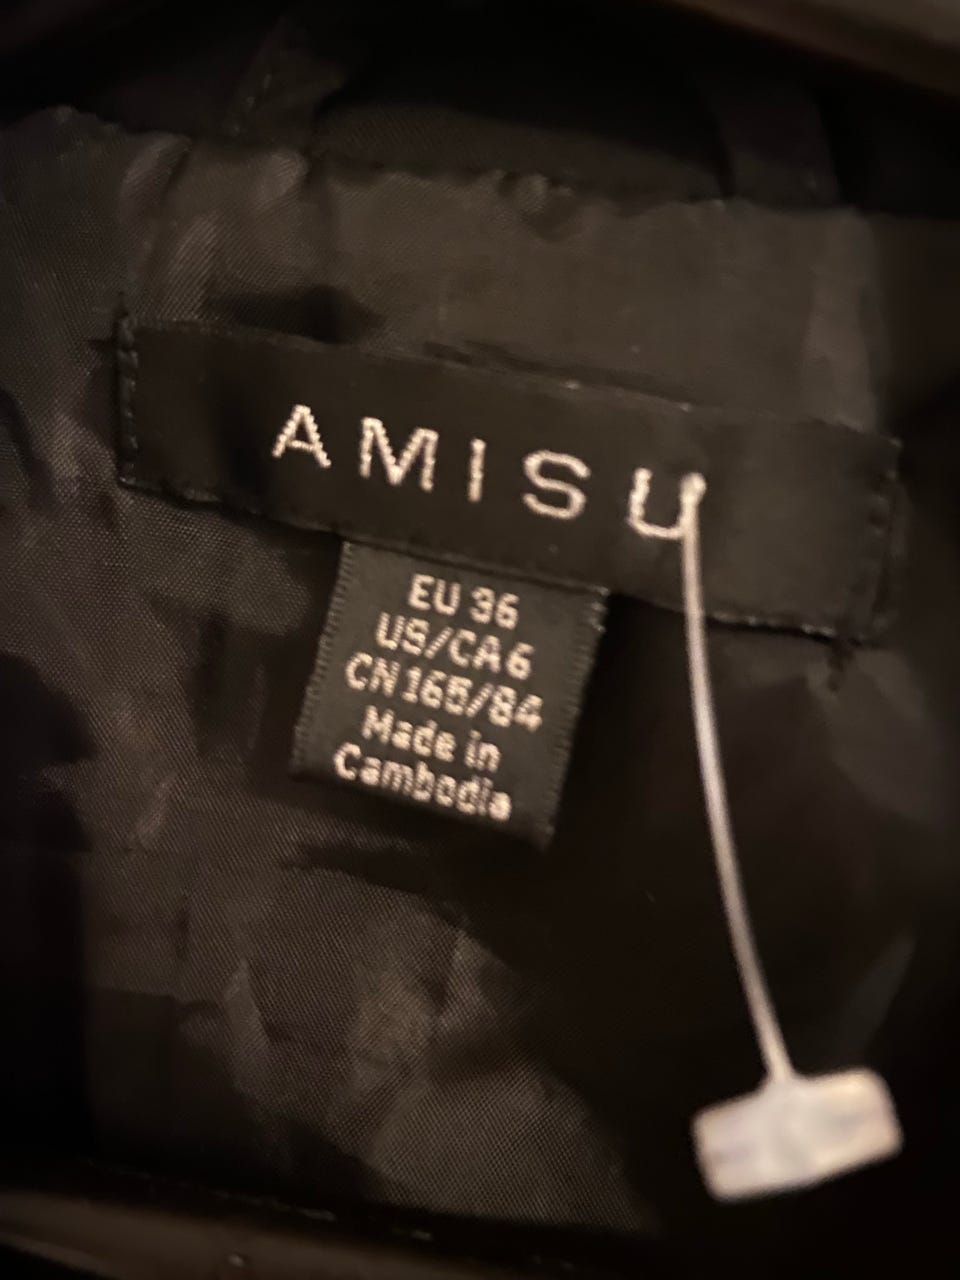 AMISU
EU 36
US/CA 6
CN 165/84
Made in
Cambodia